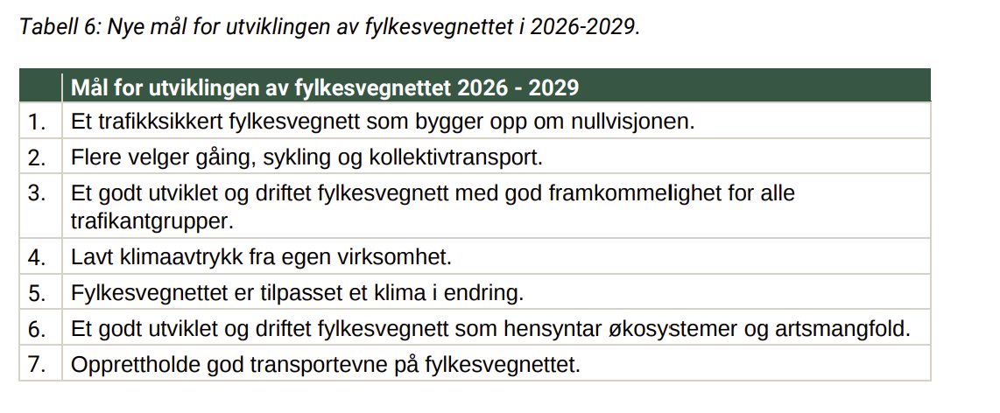 Tabell 6: Nye mål for utviklingen av fylkesvegnettet i 2026-2029.
Mål for utviklingen av fylkesvegnettet 2026 - 2029
1. Et trafikksikkert fylkesvegnett som bygger opp om nullvisjonen.
2. Flere velger gåing, sykling og kollektivtransport.
3. Et godt utviklet og driftet fylkesvegnett med god framkommelighet for alle
trafikantgrupper.
4. Lavt klimaavtrykk fra egen virksomhet.
5. Fylkesvegnettet er tilpasset et klima i endring.
6. Et godt utviklet og driftet fylkesvegnett som hensyntar økosystemer og artsmangfold.
7. Opprettholde god transportevne på fylkesvegnettet.